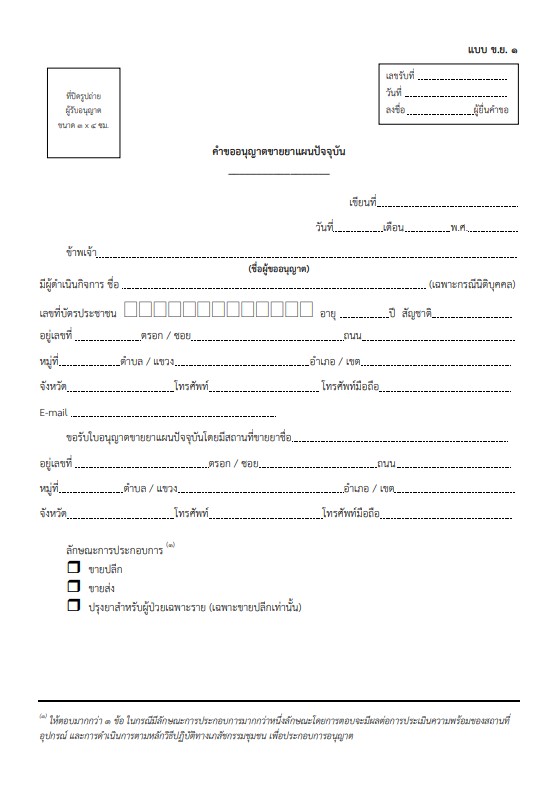 แบบ ข.ย. ๑
ที่ปิดรูปถ่าย
ผู้รับอนุญาต
ขนาด ๓ x ๔ ซม.
เลขรับที่
วันที่
ลงชื่อ ผู้ยื่นคำขอ
คำขออนุญาตขายยาแผนปัจจุบัน
เขียนที่
วันที่ เดือน พ.ศ.
ข้าพเจ้า
(ชื่อผู้ขออนุญาต)
มีผู้ดำเนินกิจการ ชื่อ (เฉพาะกรณีนิติบุคคล)
เลขที่บัตรประชาชน อายุ ปี สัญชาติ
อยู่เลขที่ ตรอก / ซอย ถนน
หมู่ที่ ตำบล / แขวง อำเภอ / เขต
จังหวัด โทรศัพท์ โทรศัพท์มือถือ
E-mail
ขอรับใบอนุญาตขายยาแผนปัจจุบันโดยมีสถานที่ขายยาชื่อ
อยู่เลขที่ ตรอก / ซอย ถนน
หมู่ที่ ตำบล / แขวง อำเภอ / เขต
จังหวัด โทรศัพท์ โทรศัพท์มือถือ
ลักษณะการประกอบการ (๑)
ขายปลีก
ขายส่ง
ปรุงยาสำหรับผู้ป่วยเฉพาะราย (เฉพาะขายปลีกเท่านั้น)
(๑) ให้ตอบมากกว่า ๑ ข้อ ในกรณีมีลักษณะการประกอบการมากกว่าหนึ่งลักษณะโดยการตอบจะมีผลต่อการประเมินความพร้อมของสถานที่
อุปกรณ์ และการดำเนินการตามหลักวิธีปฏิบัติทางเภสัชกรรมชุมชน เพื่อประกอบการอนุญาต